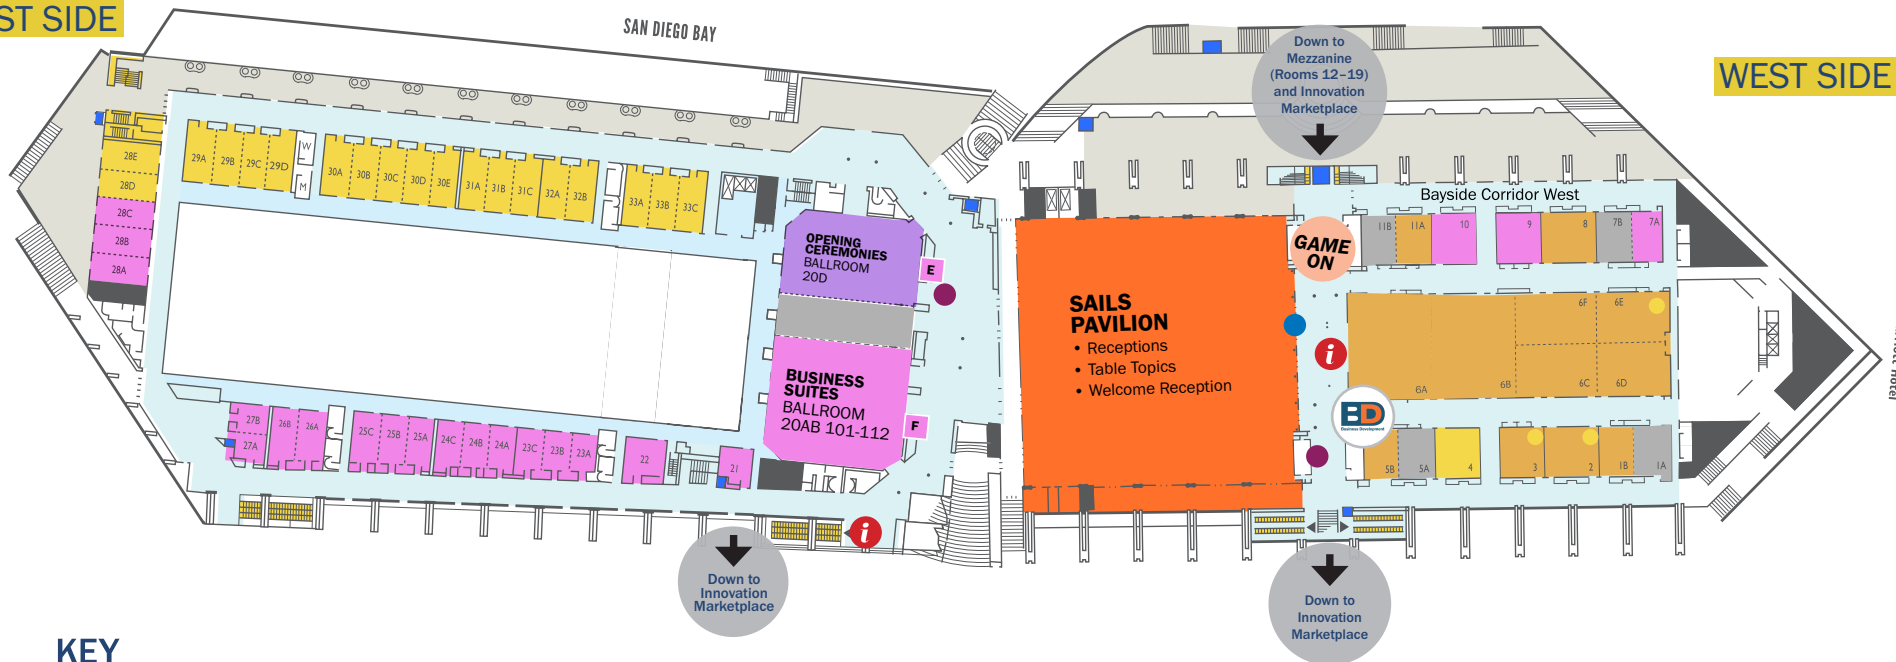 ST SIDE
SAN DIEGO BAY
WEST SIDE
Down to
Mezzanine
(Rooms 12–19)
and Innovation
Marketplace
Bayside Corridor West
28E
28D
28C
28B
28A
29A
29B
29C
29D
W
M
30A
30B
30C
30D
30E
31A
31B
31C
32A
32B
33A
33B
33C
OPENING
CEREMONIES
BALLROOM
20D
E
BUSINESS
SUITES
BALLROOM
20AB 101-112
F
SAILS
PAVILION
• Receptions
• Table Topics
• Welcome Reception
GAME
ON
i
BD
Business Development
11B
11A
10
9
8
7B
7A
6F
6E
6A
6B
6C
6D
5B
5A
4
3
2
1B
1A
27B
27A
26B
26A
25C
25B
25A
24C
24B
24A
23C
23B
23A
22
21
i
Down to
Innovation
Marketplace
Down to
Innovation
Marketplace
Hotel
KEY